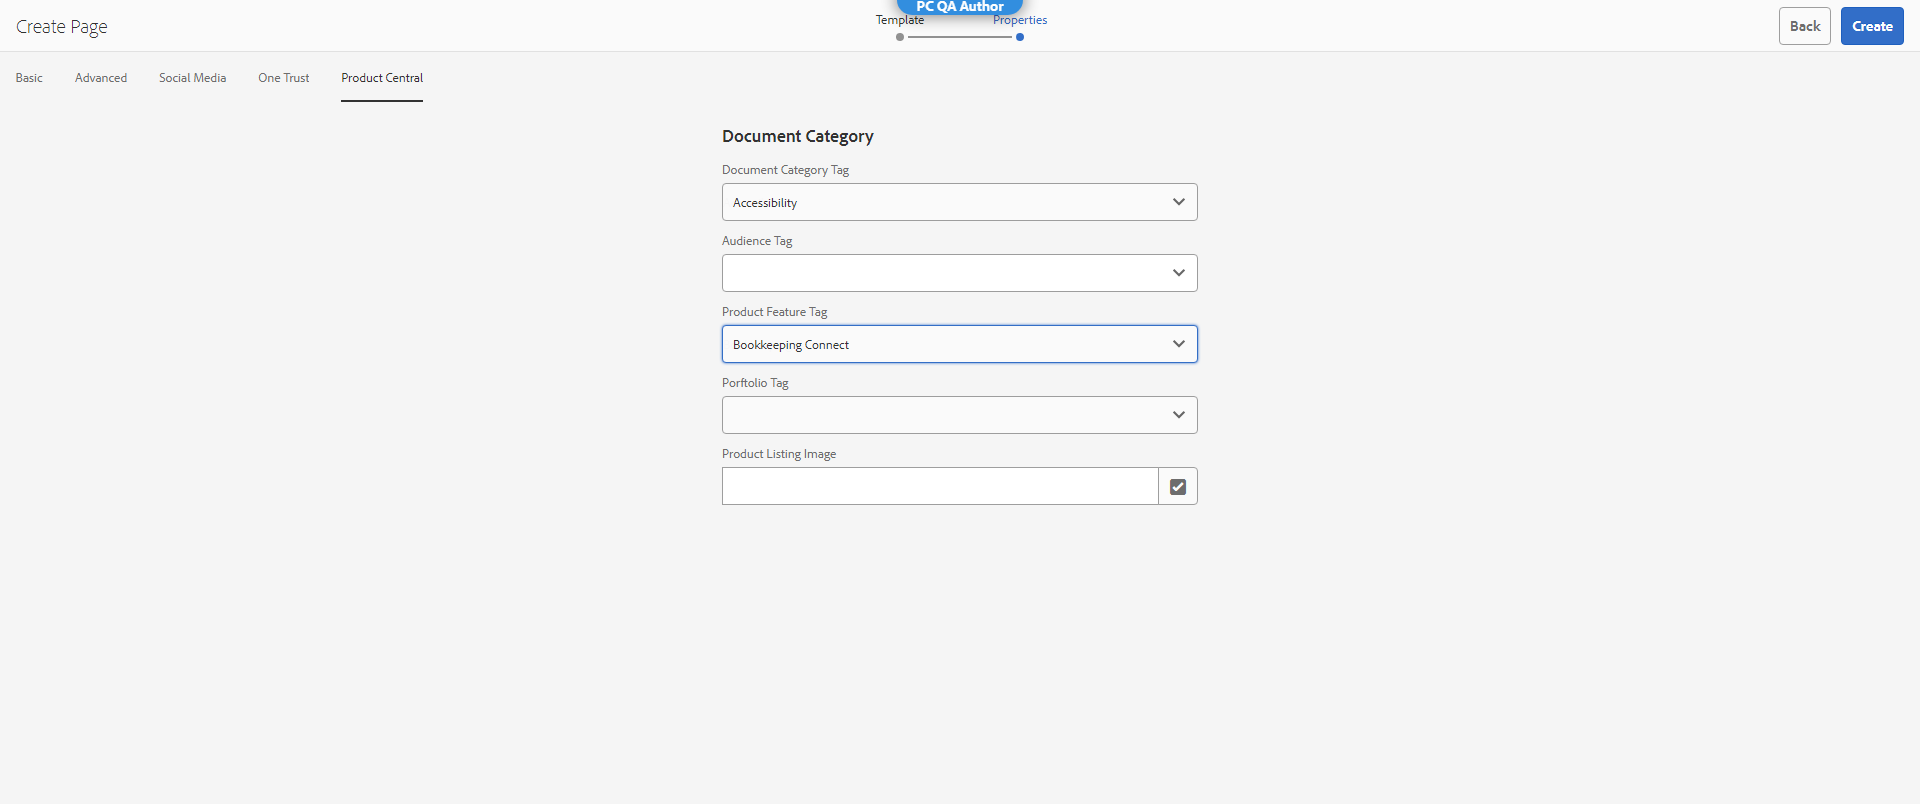 PC QA Author
Create Page
Template
Properties
Back
Create
Basic
Advanced
Social Media
One Trust
Product Central
Document Category
Document Category Tag
Accessibility
Audience Tag
Product Feature Tag
Bookkeeping Connect
Porftolio Tag
Product Listing Image